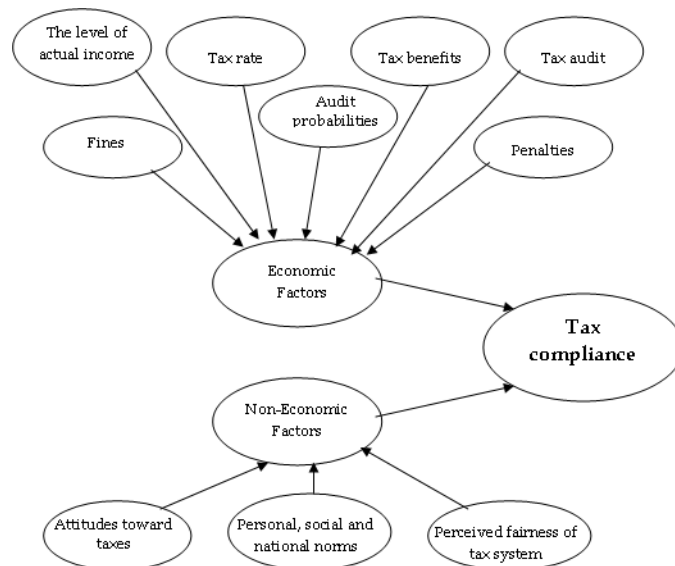 The level of
actual income
Tax rate
Tax benefits
Tax audit
Audit
probabilities
Fines
Penalties
Economic
Factors
Tax
compliance
Non-Economic
Factors
Attitudes toward
taxes
Personal, social and
national norms
Perceived fairness of
tax system